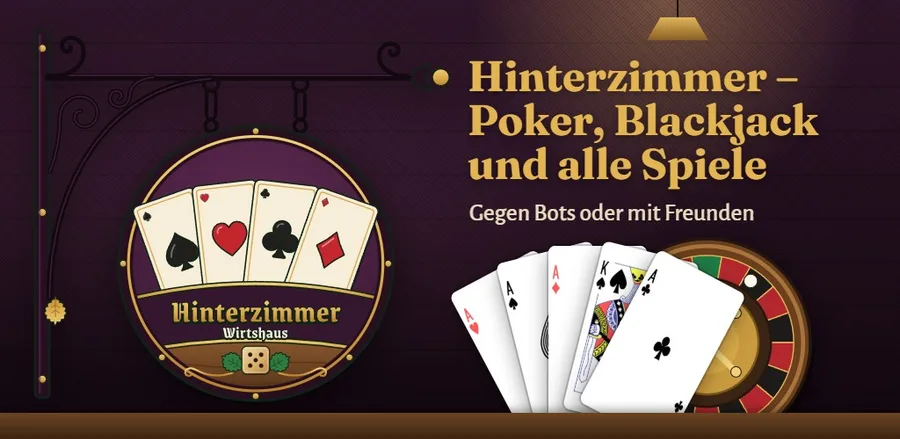 Hinterzimmer –
Poker, Blackjack
und alle Spiele
Gegen Bots oder mit Freunden
Hinterzimmer
Wirtshaus
A
A
A
K
A